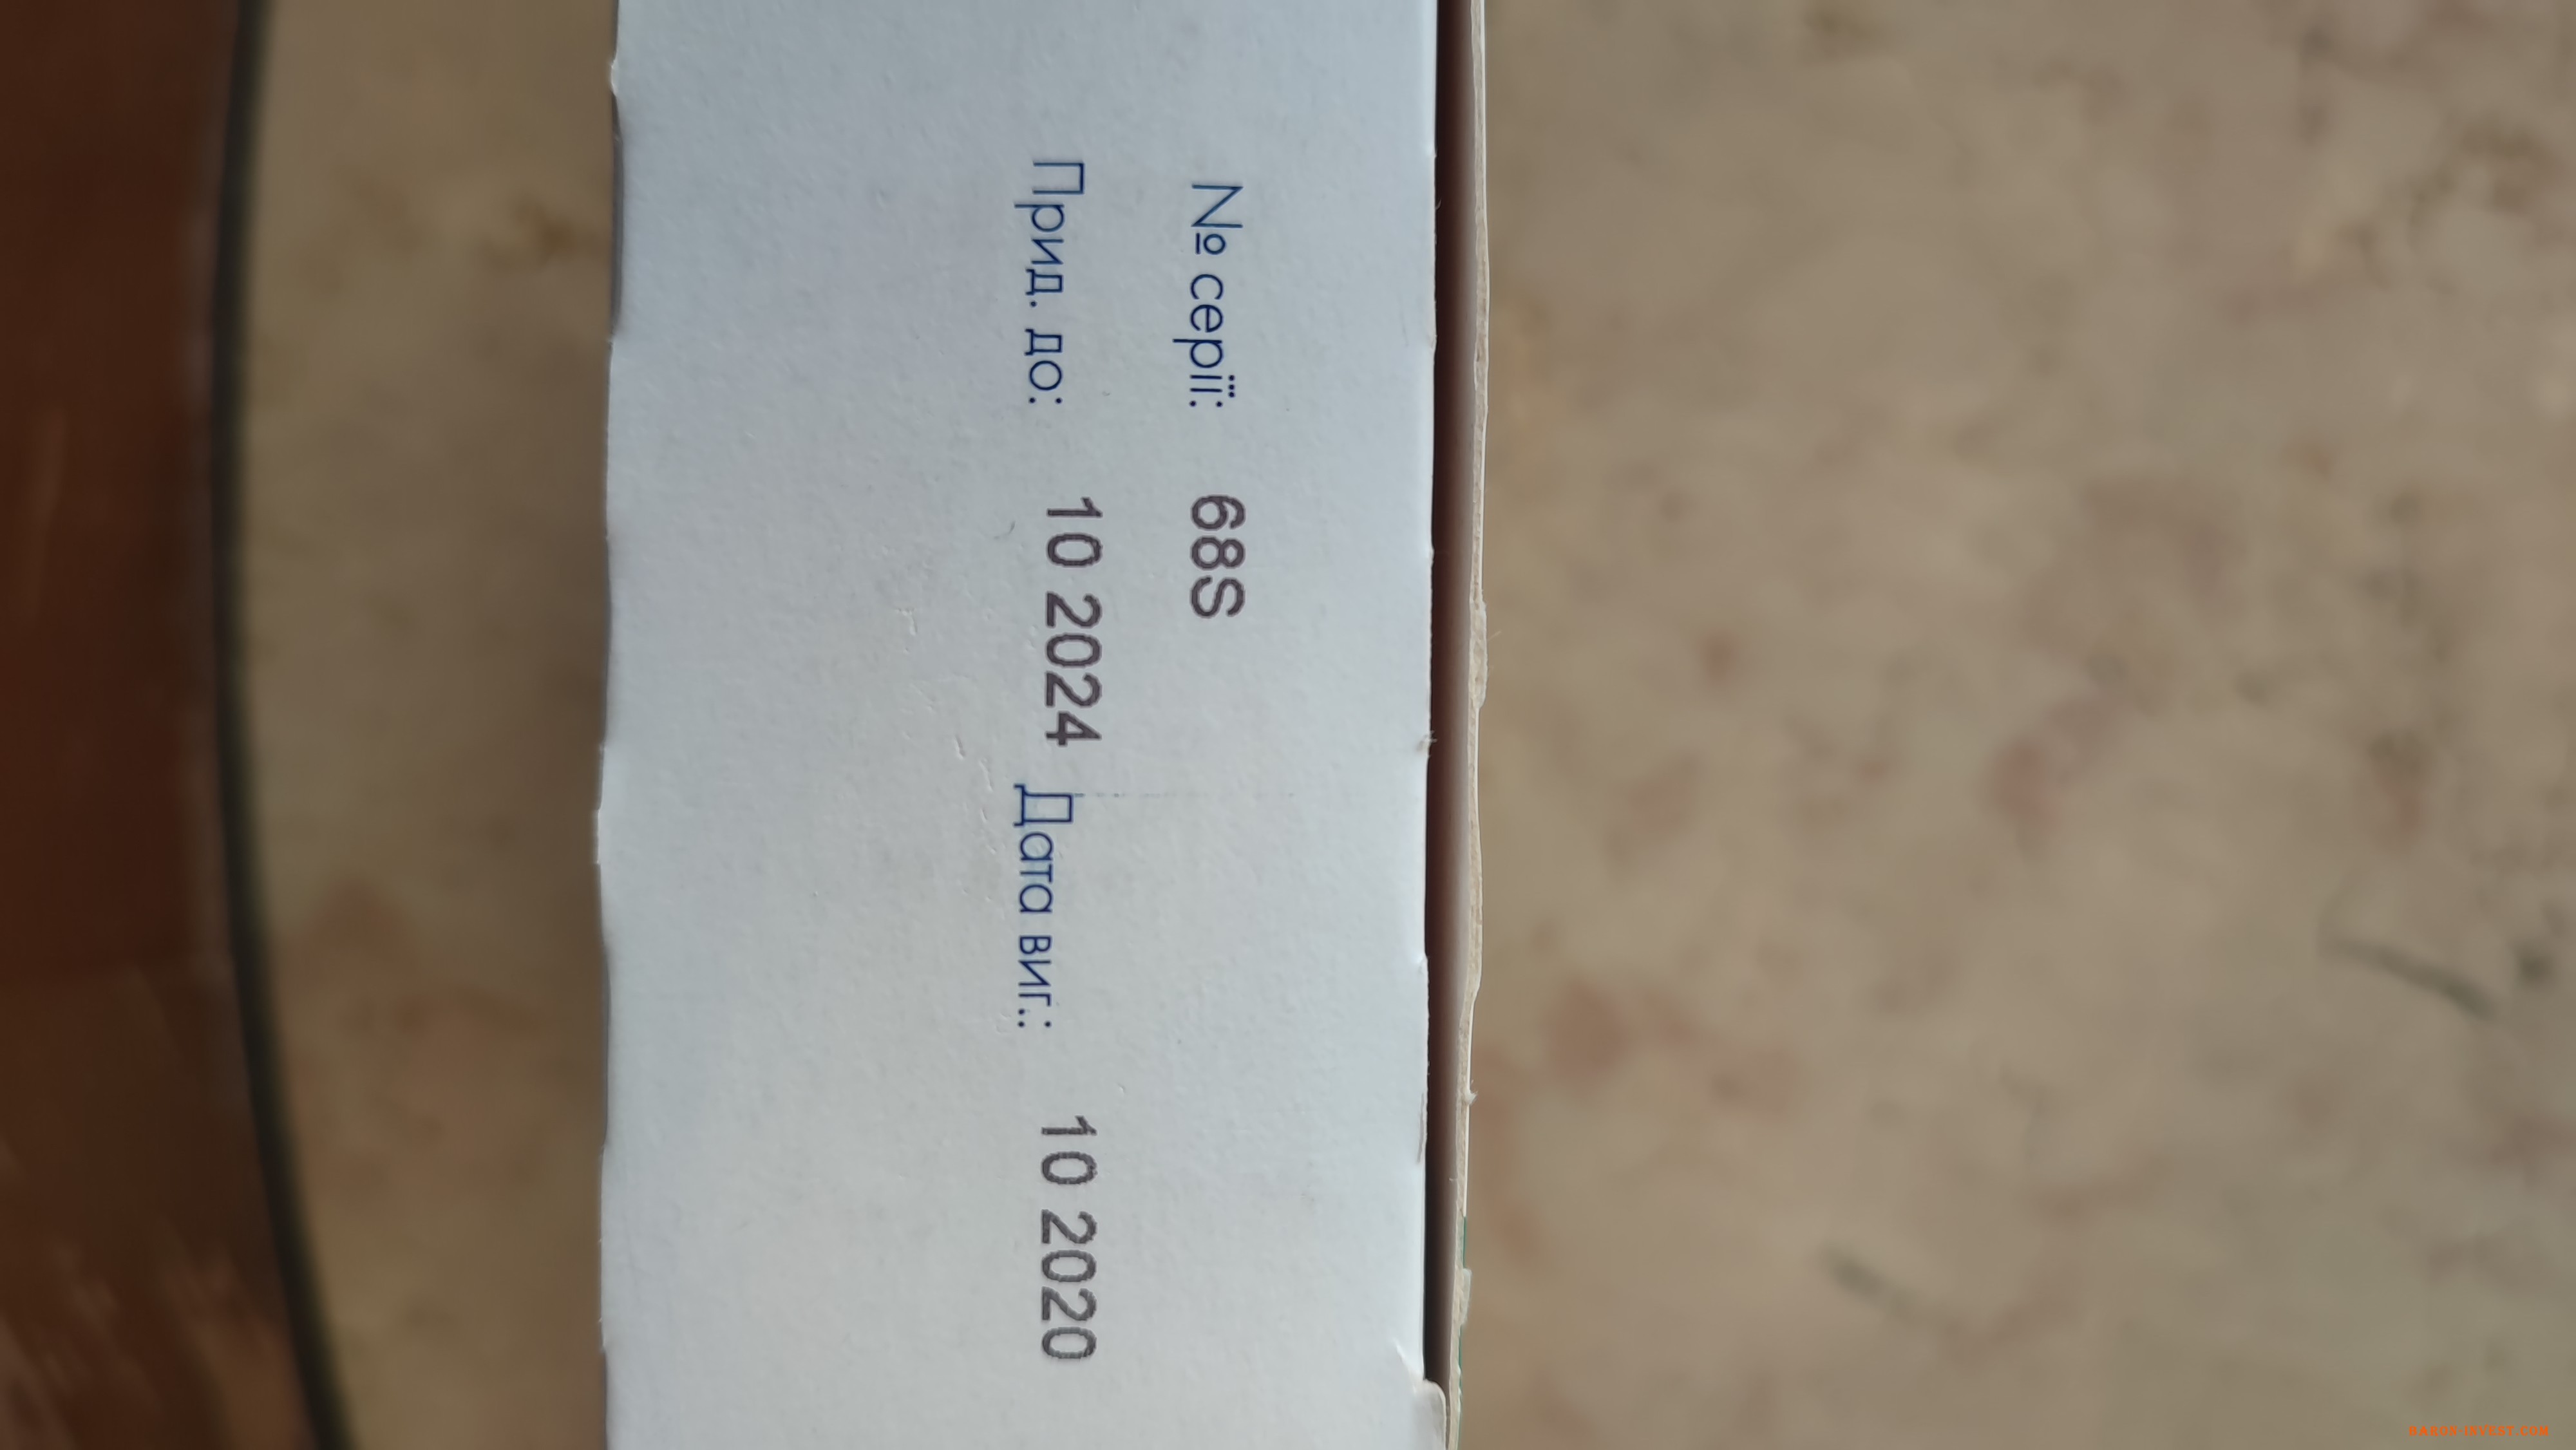 № серії: 68S
Прид. до: 10 2024 Дата виг.: 10 2020